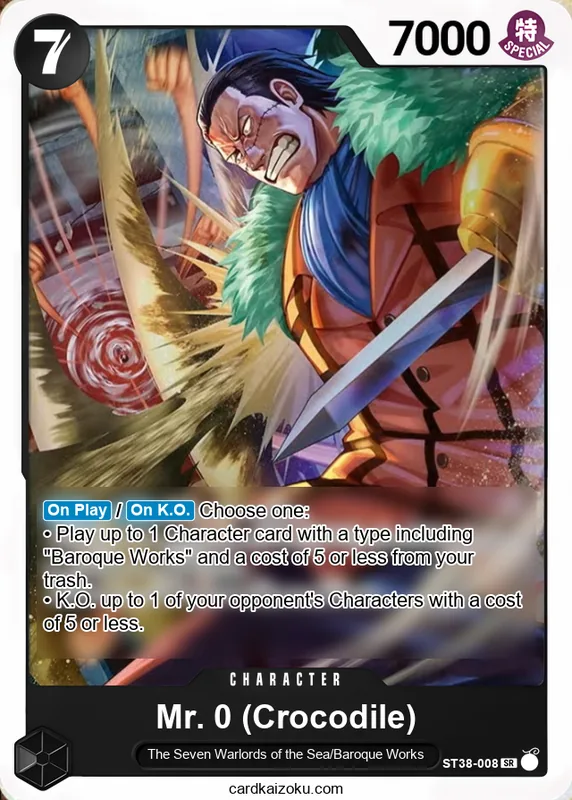 7
7000
特
SPECIAL
On Play / On K.O. Choose one:
• Play up to 1 Character card with a type including
"Baroque Works" and a cost of 5 or less from your
trash.
• K.O. up to 1 of your opponent's Characters with a cost
of 5 or less.
CHARACTER
Mr. 0 (Crocodile)
The Seven Warlords of the Sea/Baroque Works
ST38-008 SR
cardkaizoku.com